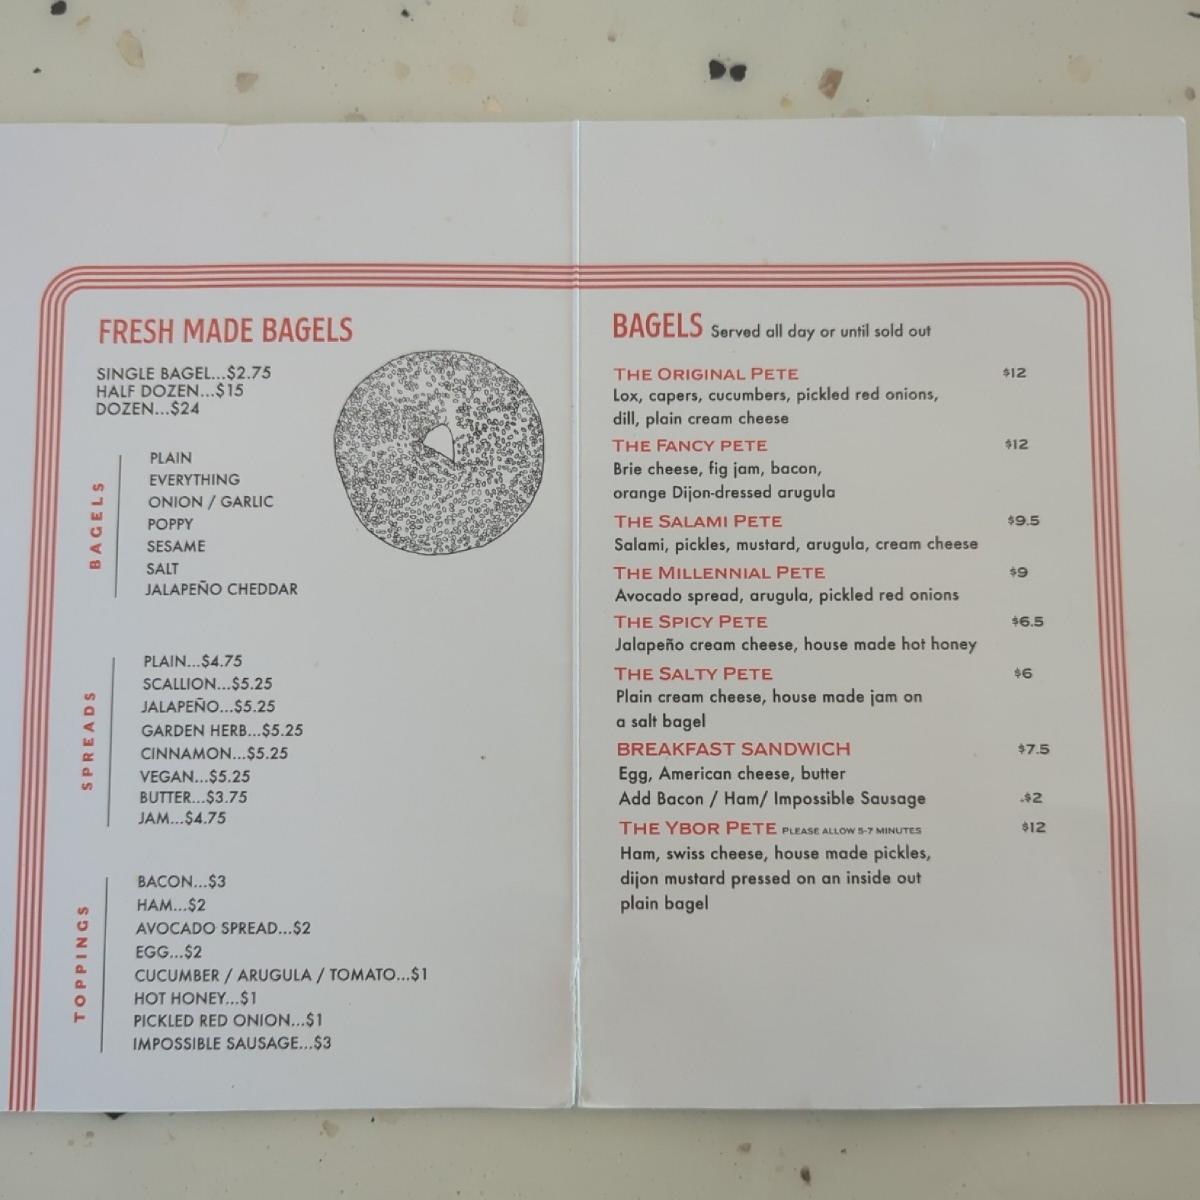 FRESH MADE BAGELS
SINGLE BAGEL...$2.75
HALF DOZEN...$15
DOZEN...$24
BAGELS
PLAIN
EVERYTHING
ONION / GARLIC
POPPY
SESAME
SALT
JALAPEÑO CHEDDAR
SPREADS
PLAIN...$4.75
SCALLION...$5.25
JALAPEÑO...$5.25
GARDEN HERB...$5.25
CINNAMON...$5.25
VEGAN...$5.25
BUTTER...$3.75
JAM...$4.75
TOPPINGS
BACON...$3
HAM...$2
AVOCADO SPREAD...$2
EGG...$2
CUCUMBER / ARUGULA / TOMATO...$1
HOT HONEY...$1
PICKLED RED ONION...$1
IMPOSSIBLE SAUSAGE...$3
BAGELS Served all day or until sold out
THE ORIGINAL PETE $12
Lox, capers, cucumbers, pickled red onions,
dill, plain cream cheese
THE FANCY PETE $12
Brie cheese, fig jam, bacon,
orange Dijon-dressed arugula
THE SALAMI PETE $9.5
Salami, pickles, mustard, arugula, cream cheese
THE MILLENNIAL PETE $9
Avocado spread, arugula, pickled red onions
THE SPICY PETE $6.5
Jalapeño cream cheese, house made hot honey
THE SALTY PETE $6
Plain cream cheese, house made jam on
a salt bagel
BREAKFAST SANDWICH $7.5
Egg, American cheese, butter
Add Bacon / Ham/ Impossible Sausage .$2
THE YBOR PETE PLEASE ALLOW 5-7 MINUTES $12
Ham, swiss cheese, house made pickles,
dijon mustard pressed on an inside out
plain bagel